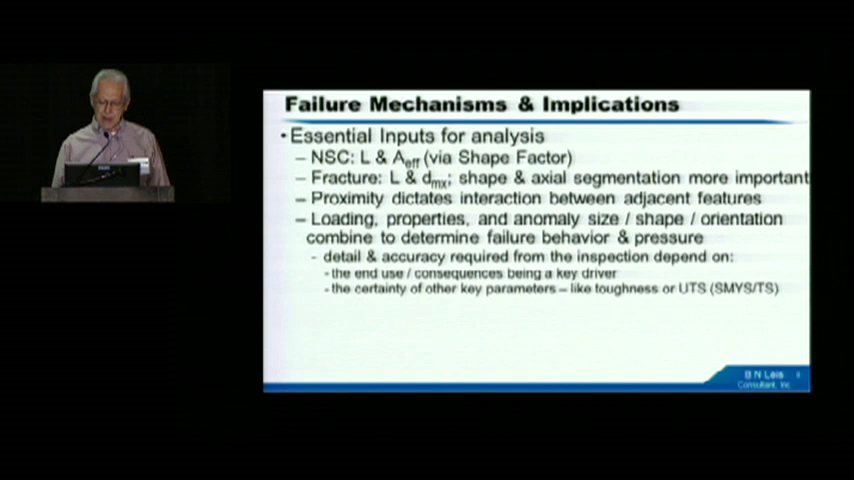 Failure Mechanisms & Implications
• Essential Inputs for analysis
– NSC: L & Aeff (via Shape Factor)
– Fracture: L & dmx; shape & axial segmentation more important
– Proximity dictates interaction between adjacent features
– Loading, properties, and anomaly size / shape / orientation
combine to determine failure behavior & pressure
- detail & accuracy required from the inspection depend on:
-the end use / consequences being a key driver
-the certainty of other key parameters – like toughness or UTS (SMYS/TS)
B N Leis
Consultant, Inc